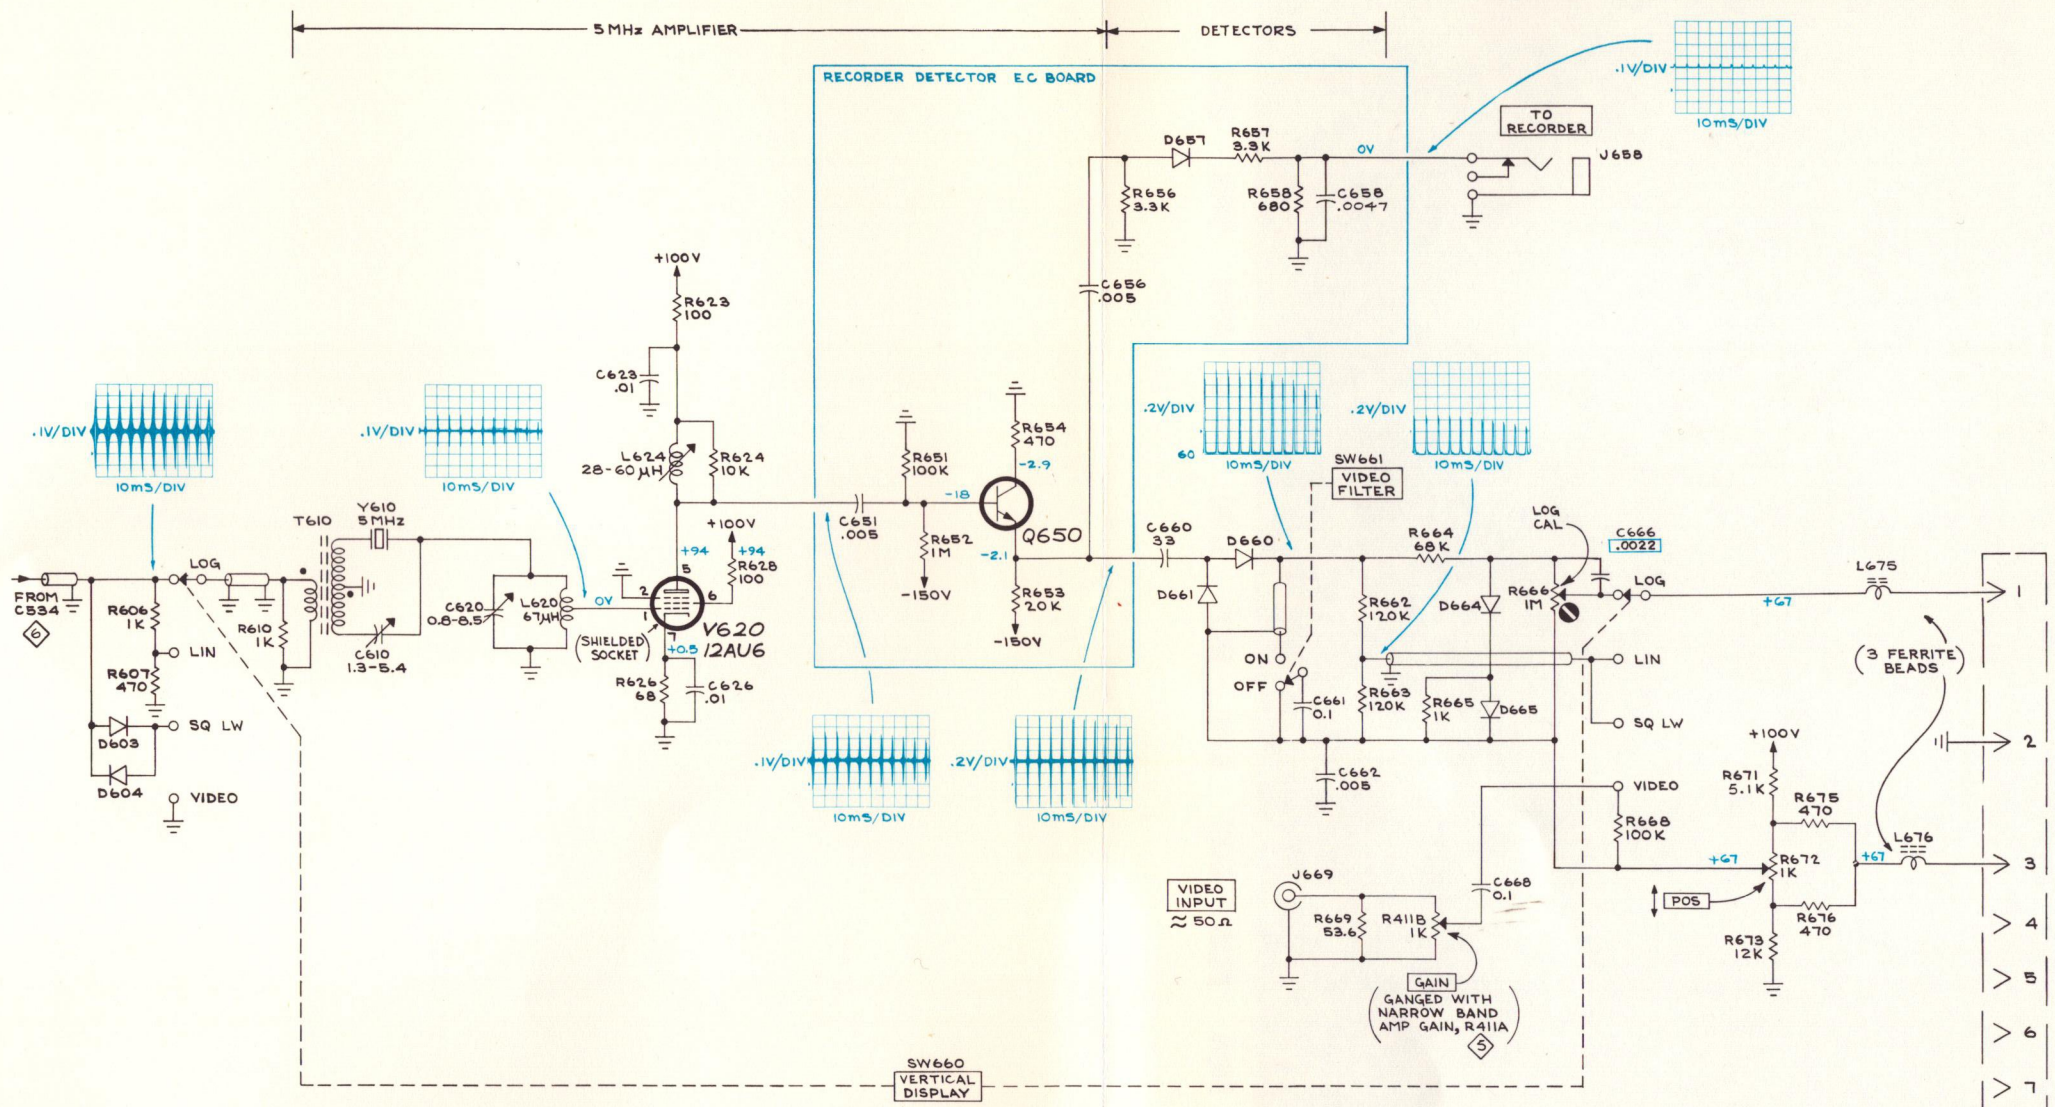 5 MHz AMPLIFIER
DETECTORS
RECORDER DETECTOR EC BOARD
.1V/DIV
10mS/DIV
TO
RECORDER
J658
D657
R657
3.3K
0V
R656
3.3K
R658
680
C658
.0047
C656
.005
+100V
R623
100
C623
.01
L624
28-60μH
R624
10K
.1V/DIV
10mS/DIV
.1V/DIV
10mS/DIV
R651
100K
R654
470
-2.9
-18
Q650
C651
.005
R652
1M
-150V
-2.1
R653
20K
-150V
.2V/DIV
60
10mS/DIV
.2V/DIV
10mS/DIV
SW661
VIDEO
FILTER
T610
Y610
5 MHz
LOG
FROM
C534
6
R606
1K
LIN
R607
470
SQ LW
D603
D604
VIDEO
R610
1K
C610
1.3-5.4
C620
0.8-8.5
L620
67μH
0V
+94
5
+100V
+94
R628
100
2
1
6
7
(SHIELDED
SOCKET)
V620
12AU6
+0.5
R626
68
C626
.01
.1V/DIV
10mS/DIV
.2V/DIV
10mS/DIV
C660
33
D660
D661
R664
68K
LOG
CAL
C666
.0022
R662
120K
D664
R666
1M
LOG
+67
L675
1
ON
OFF
LIN
(3 FERRITE
BEADS)
C661
0.1
R663
120K
R665
1K
D665
SQ LW
C662
.005
+100V
2
VIDEO
R671
5.1K
R675
470
R668
100K
L676
+67
R672
1K
+67
3
POS
R676
470
R673
12K
4
VIDEO
INPUT
≈ 50Ω
J669
R669
53.6
R411B
1K
C668
0.1
GAIN
(GANGED WITH
NARROW BAND
AMP GAIN, R411A)
5
5
6
7
SW660
VERTICAL
DISPLAY